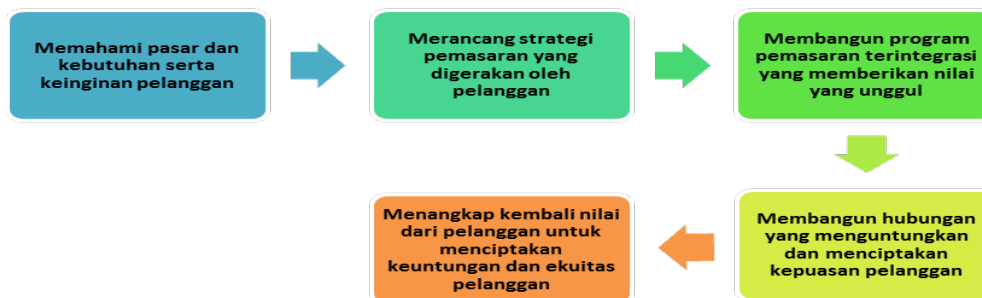 Memahami pasar dan
kebutuhan serta
keinginan pelanggan
Merancang strategi
pemasaran yang
digerakan oleh
pelanggan
Membangun program
pemasaran terintegrasi
yang memberikan nilai
yang unggul
Membangun hubungan
yang menguntungkan
dan menciptakan
kepuasan pelanggan
Menangkap kembali nilai
dari pelanggan untuk
menciptakan
keuntungan dan ekuitas
pelanggan